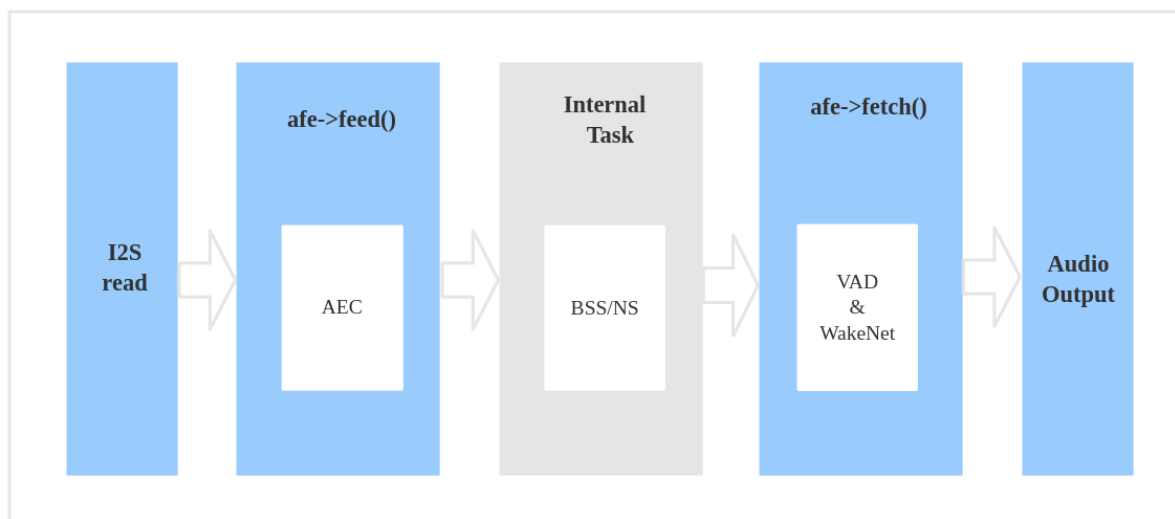 I2S
read
afe->feed()
AEC
Internal
Task
BSS/NS
afe->fetch()
VAD
&
WakeNet
Audio
Output